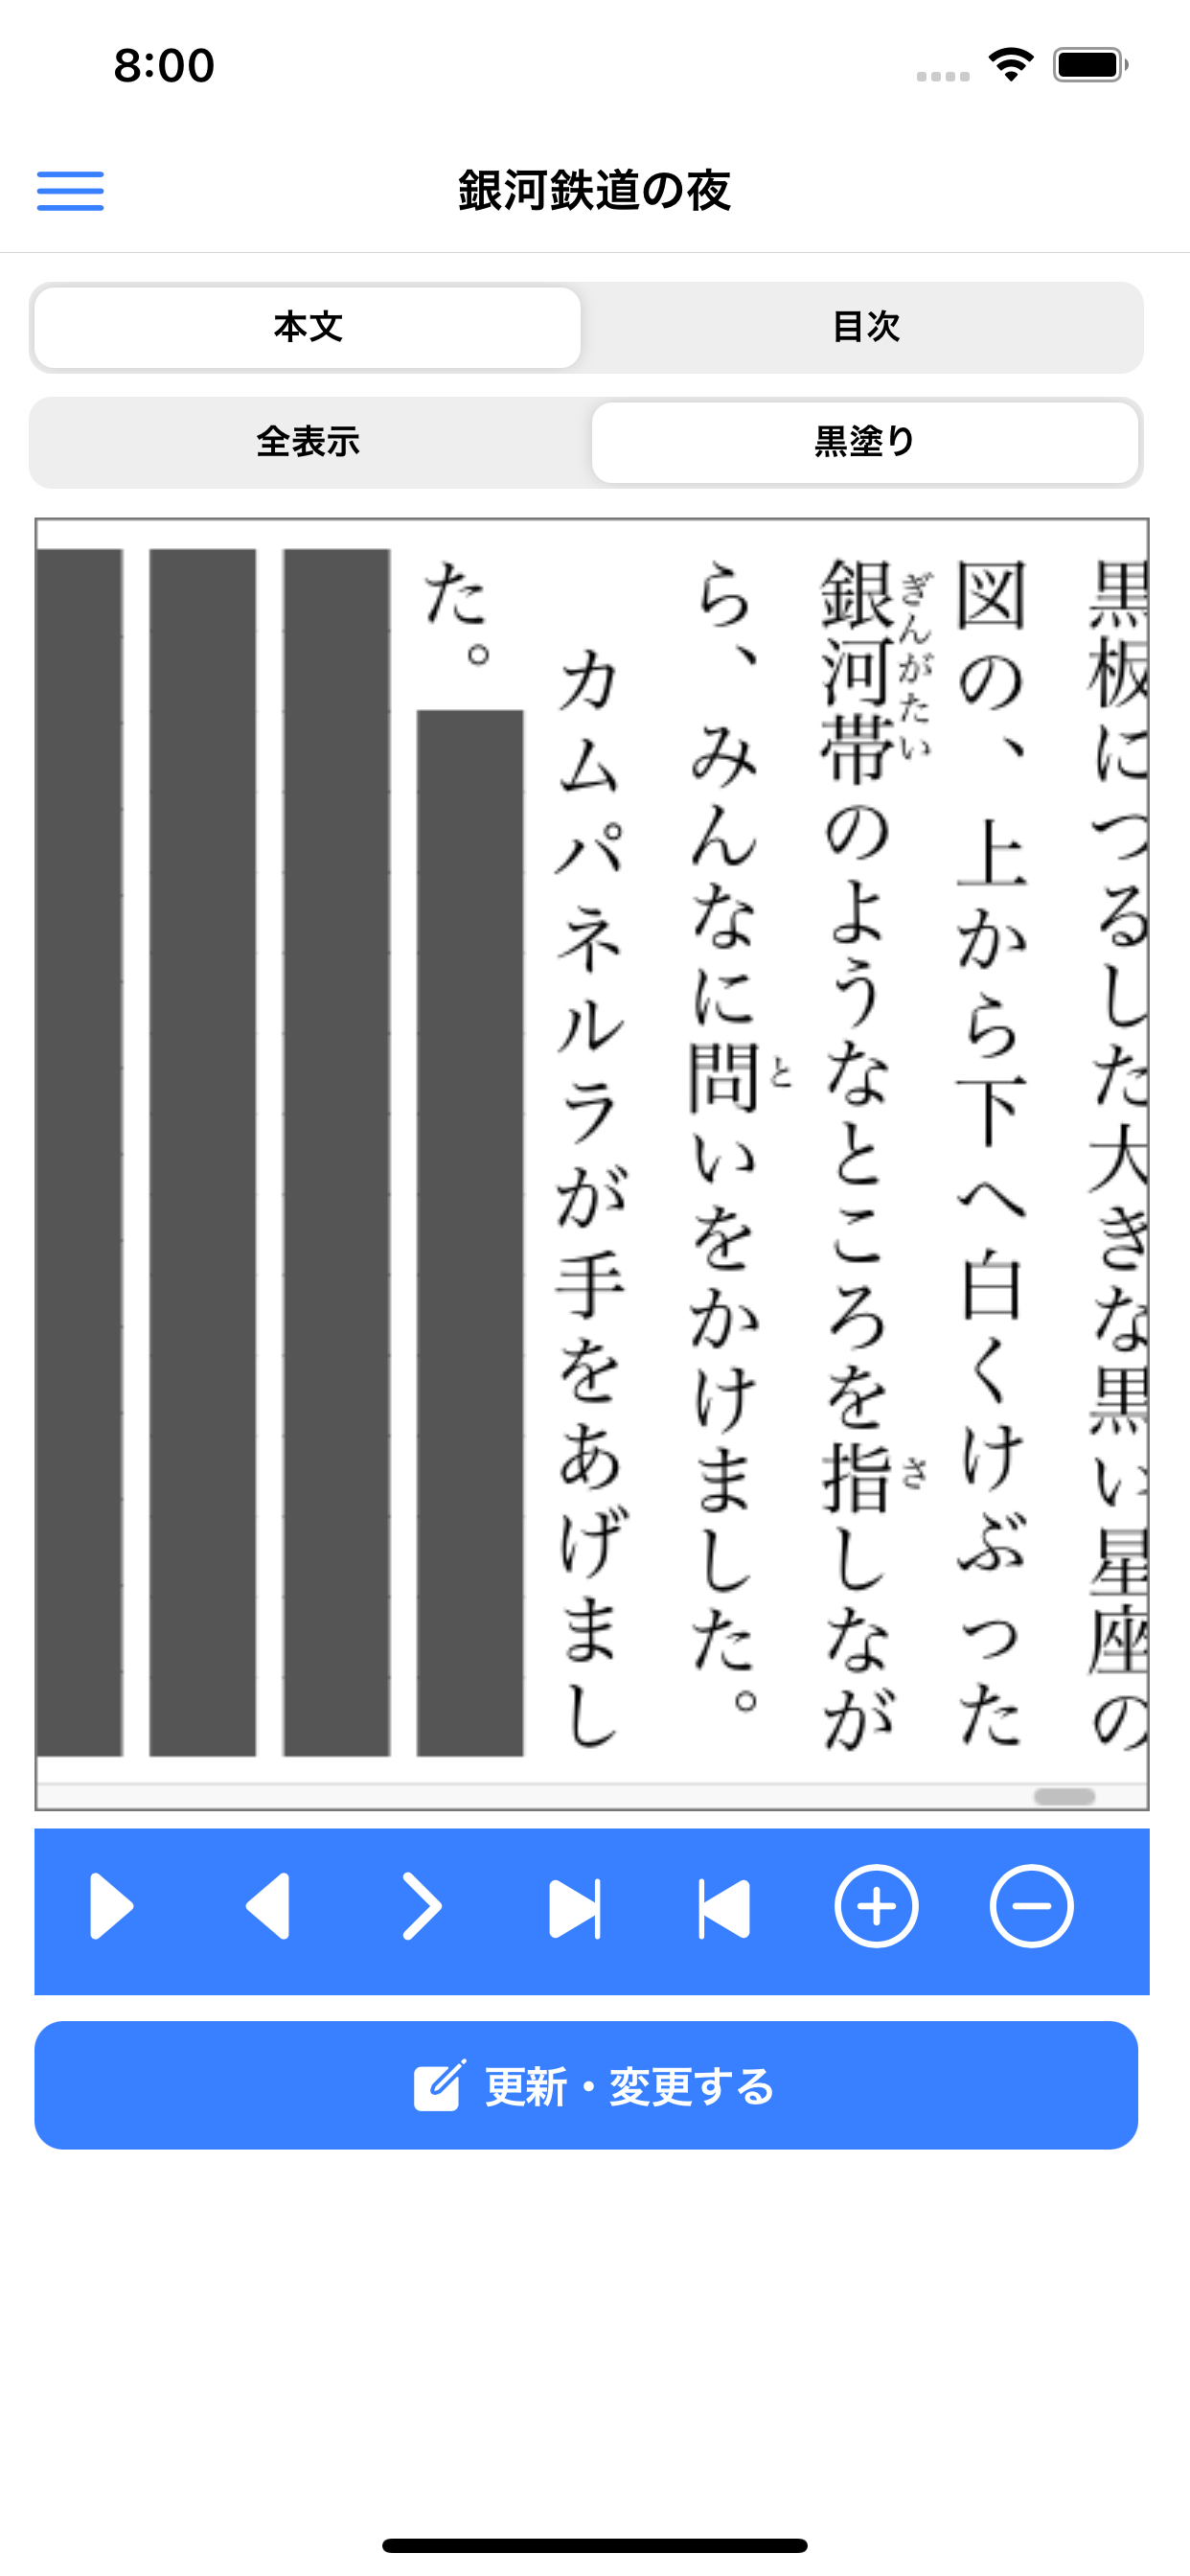 8:00
銀河鉄道の夜
本文
目次
全表示
黒塗り
黒板につるした大きな黒い星座の
図の、上から下へ白くけぶった
銀河帯のようなところを指しなが
ぎんがたい
さ
ら、みんなに問いをかけました。
と
カムパネルラが手をあげまし
た。
更新・変更する